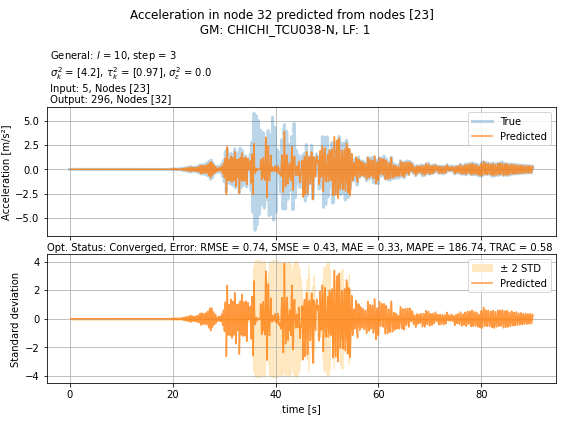 Acceleration in node 32 predicted from nodes [23]
GM: CHICHI_TCU038-N, LF: 1
General: l = 10, step = 3
σ²ₖ = [4.2], τ²ₖ = [0.97], σ²ε = 0.0
Input: 5, Nodes [23]
Output: 296, Nodes [32]
Acceleration [m/s²]
5.0
2.5
0.0
−2.5
−5.0
True
Predicted
Opt. Status: Converged, Error: RMSE = 0.74, SMSE = 0.43, MAE = 0.33, MAPE = 186.74, TRAC = 0.58
Standard deviation
4
2
0
−2
−4
± 2 STD
Predicted
0 20 40 60 80
time [s]